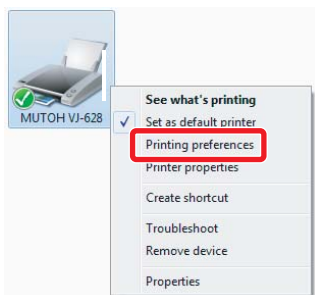 MUTOH VJ-628
See what's printing
Set as default printer
Printing preferences
Printer properties
Create shortcut
Troubleshoot
Remove device
Properties